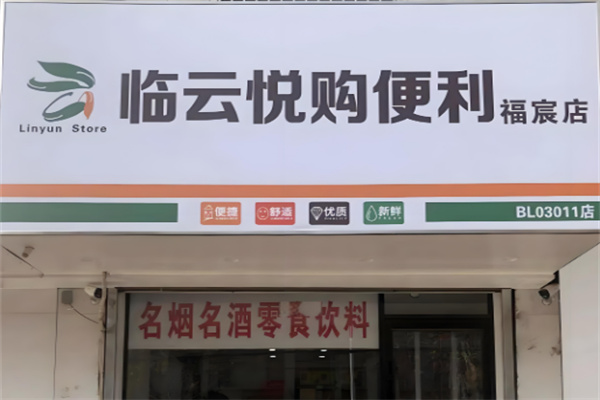 临云悦购便利 福宸店
Linyun Store
便捷 舒适 优质 新鲜
BL03011店
名烟名酒零食饮料